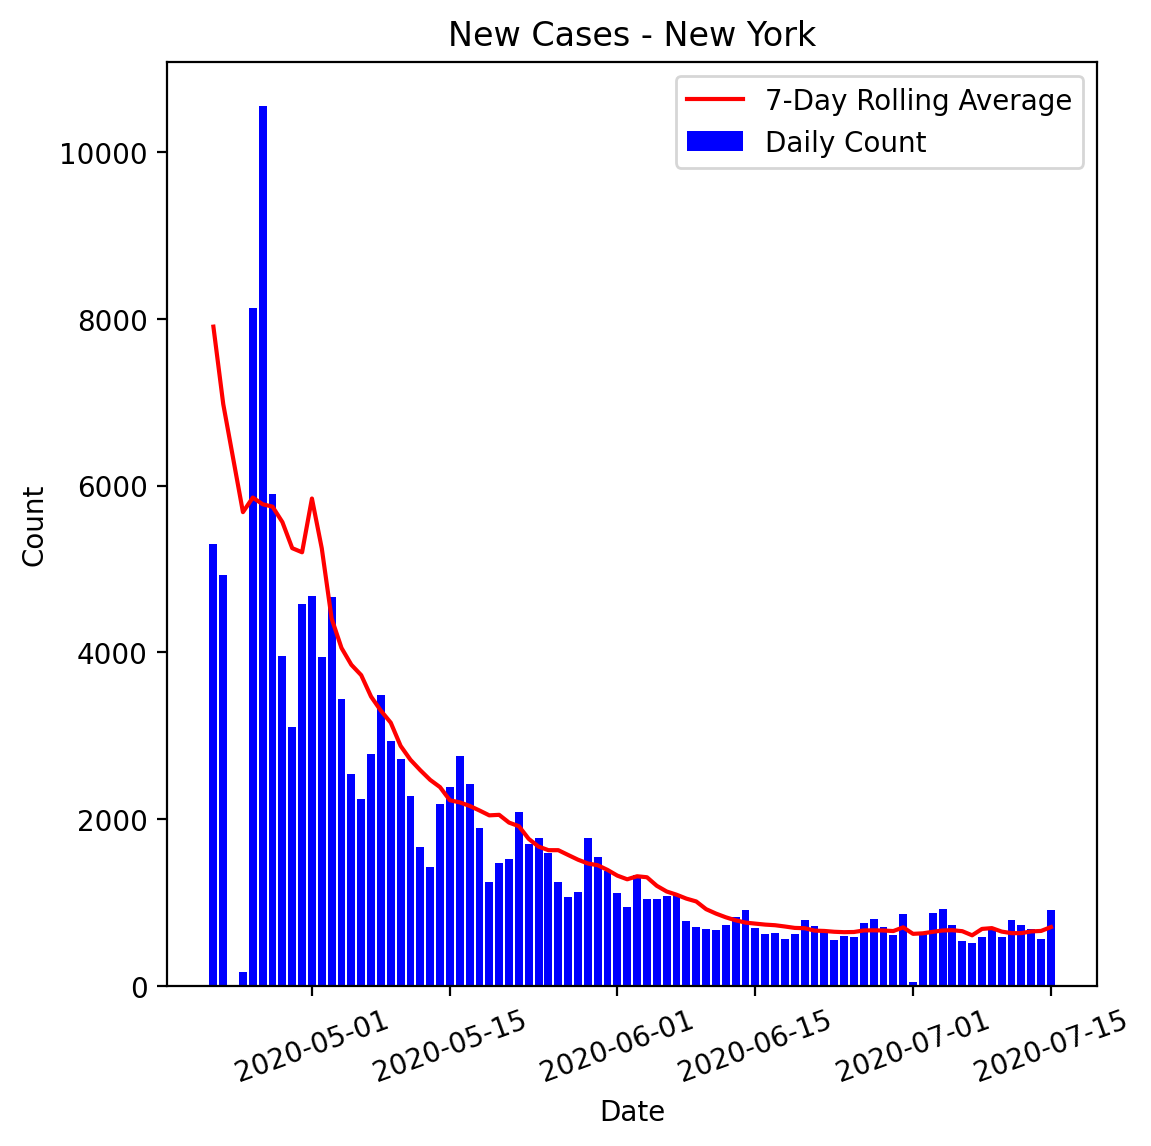 New Cases - New York
7-Day Rolling Average
Daily Count
10000
8000
6000
4000
2000
0
Count
2020-05-01
2020-05-15
2020-06-01
2020-06-15
2020-07-01
2020-07-15
Date